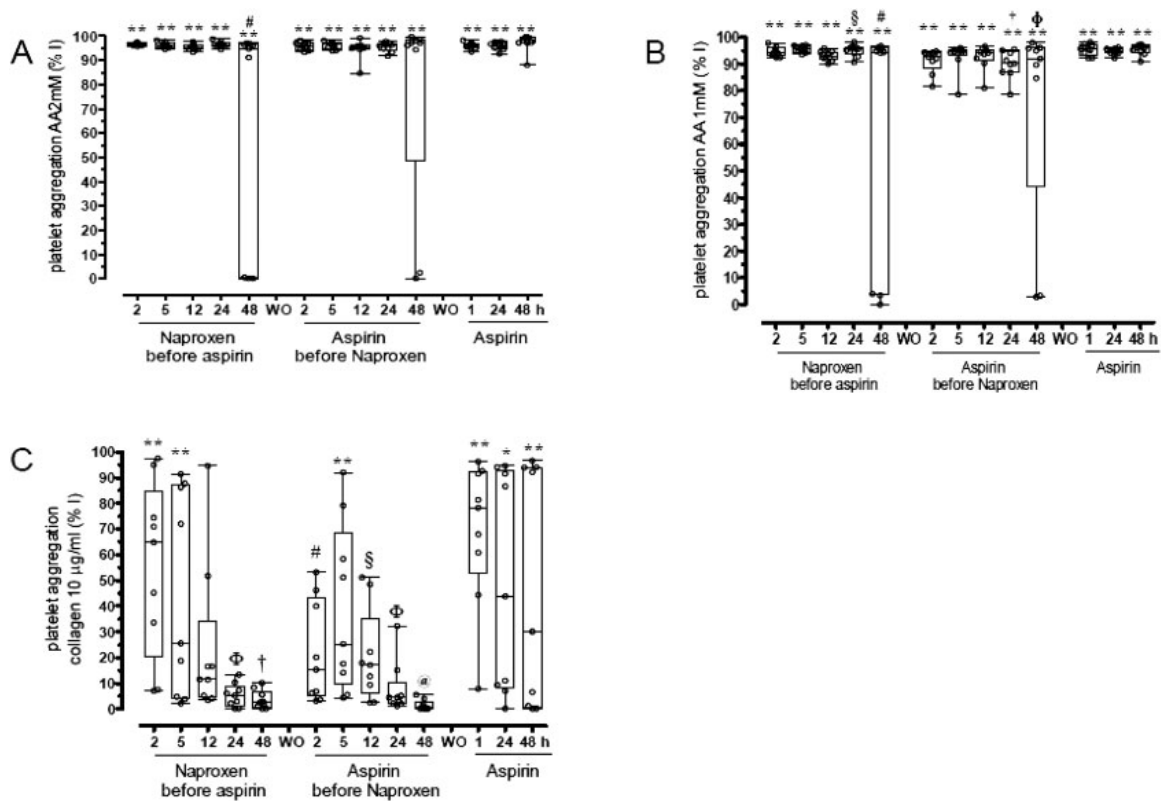 A
platelet aggregation AA2mM (% I)
100
90
80
70
60
50
40
30
20
10
0
** ** ** ** # ** ** ** ** ** ** ** ** **
2 5 12 24 48 WO 2 5 12 24 48 WO 1 24 48 h
Naproxen before aspirin
Aspirin before Naproxen
Aspirin
B
platelet aggregation AA 1mM (% I)
100
90
80
70
60
50
40
30
20
10
0
** ** ** § ** # ** ** ** ** † ** Φ ** ** ** **
2 5 12 24 48 WO 2 5 12 24 48 WO 1 24 48 h
Naproxen before aspirin
Aspirin before Naproxen
Aspirin
C
platelet aggregation
collagen 10 µg/ml (% I)
100
90
80
70
60
50
40
30
20
10
0
** ** Φ † # ** § Φ @ ** * **
2 5 12 24 48 WO 2 5 12 24 48 WO 1 24 48 h
Naproxen before aspirin
Aspirin before Naproxen
Aspirin